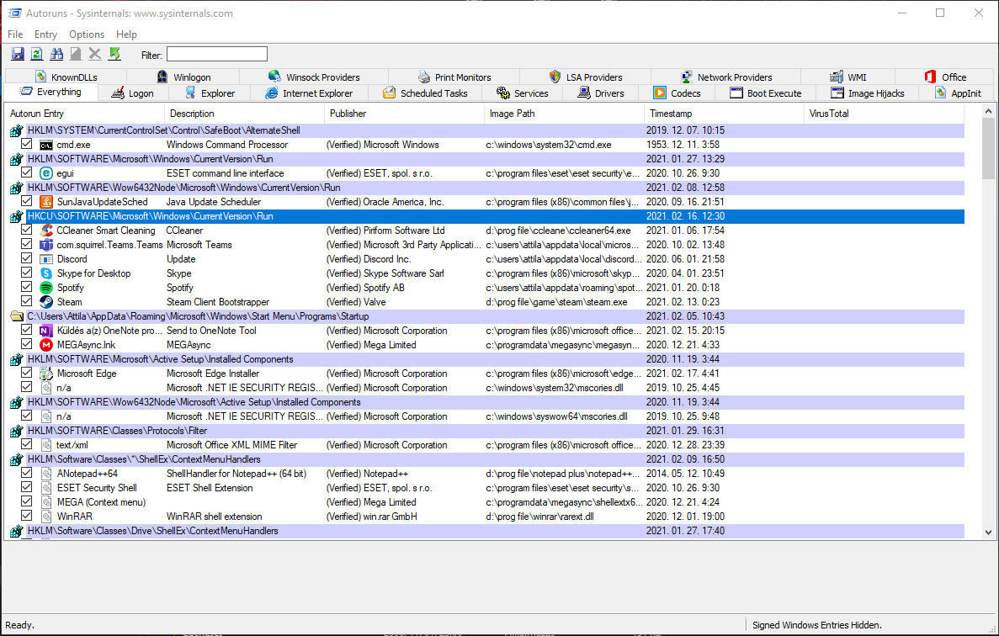 Autoruns - Sysinternals: www.sysinternals.com
File Entry Options Help
Filter:
KnownDLLs Winlogon Winsock Providers Print Monitors LSA Providers Network Providers WMI Office
Everything Logon Explorer Internet Explorer Scheduled Tasks Services Drivers Codecs Boot Execute Image Hijacks AppInit
Autorun Entry Description Publisher Image Path Timestamp VirusTotal
HKLM\SYSTEM\CurrentControlSet\Control\SafeBoot\AlternateShell 2019. 12. 07. 10:15
cmd.exe Windows Command Processor (Verified) Microsoft Windows c:\windows\system32\cmd.exe 1953. 12. 11. 3:58
HKLM\SOFTWARE\Microsoft\Windows\CurrentVersion\Run 2021. 01. 27. 13:29
egui ESET command line interface (Verified) ESET, spol. s r.o. c:\program files\eset\eset security\e... 2020. 10. 26. 9:30
HKLM\SOFTWARE\Wow6432Node\Microsoft\Windows\CurrentVersion\Run 2021. 02. 08. 12:58
SunJavaUpdateSched Java Update Scheduler (Verified) Oracle America, Inc. c:\program files (x86)\common files\j... 2020. 09. 16. 21:51
HKCU\SOFTWARE\Microsoft\Windows\CurrentVersion\Run 2021. 02. 16. 12:30
CCleaner Smart Cleaning CCleaner (Verified) Piriform Software Ltd d:\prog file\ccleane\ccleaner64.exe 2021. 01. 06. 17:54
com.squirrel.Teams.Teams Microsoft Teams (Verified) Microsoft 3rd Party Applicati... c:\users\attila\appdata\local\micros... 2020. 10. 02. 13:48
Discord Update (Verified) Discord Inc. c:\users\attila\appdata\local\discord... 2020. 06. 01. 21:58
Skype for Desktop Skype (Verified) Skype Software Sarl c:\program files (x86)\microsoft\skyp... 2020. 04. 01. 23:51
Spotify Spotify (Verified) Spotify AB c:\users\attila\appdata\roaming\spot... 2021. 01. 20. 0:18
Steam Steam Client Bootstrapper (Verified) Valve d:\prog file\game\steam\steam.exe 2021. 02. 13. 0:23
C:\Users\Attila\AppData\Roaming\Microsoft\Windows\Start Menu\Programs\Startup 2021. 02. 05. 10:43
Küldés a(z) OneNote pro... Send to OneNote Tool (Verified) Microsoft Corporation c:\program files (x86)\microsoft office... 2021. 02. 15. 20:15
MEGAsync.lnk MEGAsync (Verified) Mega Limited c:\programdata\megasync\megasyn... 2020. 12. 21. 4:33
HKLM\SOFTWARE\Microsoft\Active Setup\Installed Components 2020. 11. 19. 3:44
Microsoft Edge Microsoft Edge Installer (Verified) Microsoft Corporation c:\program files (x86)\microsoft\edge... 2021. 02. 17. 4:41
n/a Microsoft .NET IE SECURITY REGIS... (Verified) Microsoft Corporation c:\windows\system32\mscories.dll 2019. 10. 25. 4:45
HKLM\SOFTWARE\Wow6432Node\Microsoft\Active Setup\Installed Components 2020. 11. 19. 3:44
n/a Microsoft .NET IE SECURITY REGIS... (Verified) Microsoft Corporation c:\windows\syswow64\mscories.dll 2019. 10. 25. 9:48
HKLM\SOFTWARE\Classes\Protocols\Filter 2021. 01. 29. 16:31
text/xml Microsoft Office XML MIME Filter (Verified) Microsoft Corporation c:\program files (x86)\microsoft office... 2020. 12. 28. 23:39
HKLM\Software\Classes\*\ShellEx\ContextMenuHandlers 2021. 02. 09. 16:50
ANotepad++64 ShellHandler for Notepad++ (64 bit) (Verified) Notepad++ d:\prog file\notepad plus\notepad++... 2014. 05. 12. 10:49
ESET Security Shell ESET Shell Extension (Verified) ESET, spol. s r.o. c:\program files\eset\eset security\s... 2020. 10. 26. 9:30
MEGA (Context menu) (Verified) Mega Limited c:\programdata\megasync\shellextx6... 2020. 12. 21. 4:24
WinRAR WinRAR shell extension (Verified) win.rar GmbH d:\prog file\winrar\rarext.dll 2020. 12. 01. 19:00
HKLM\Software\Classes\Drive\ShellEx\ContextMenuHandlers 2021. 01. 27. 17:40
Ready. Signed Windows Entries Hidden.